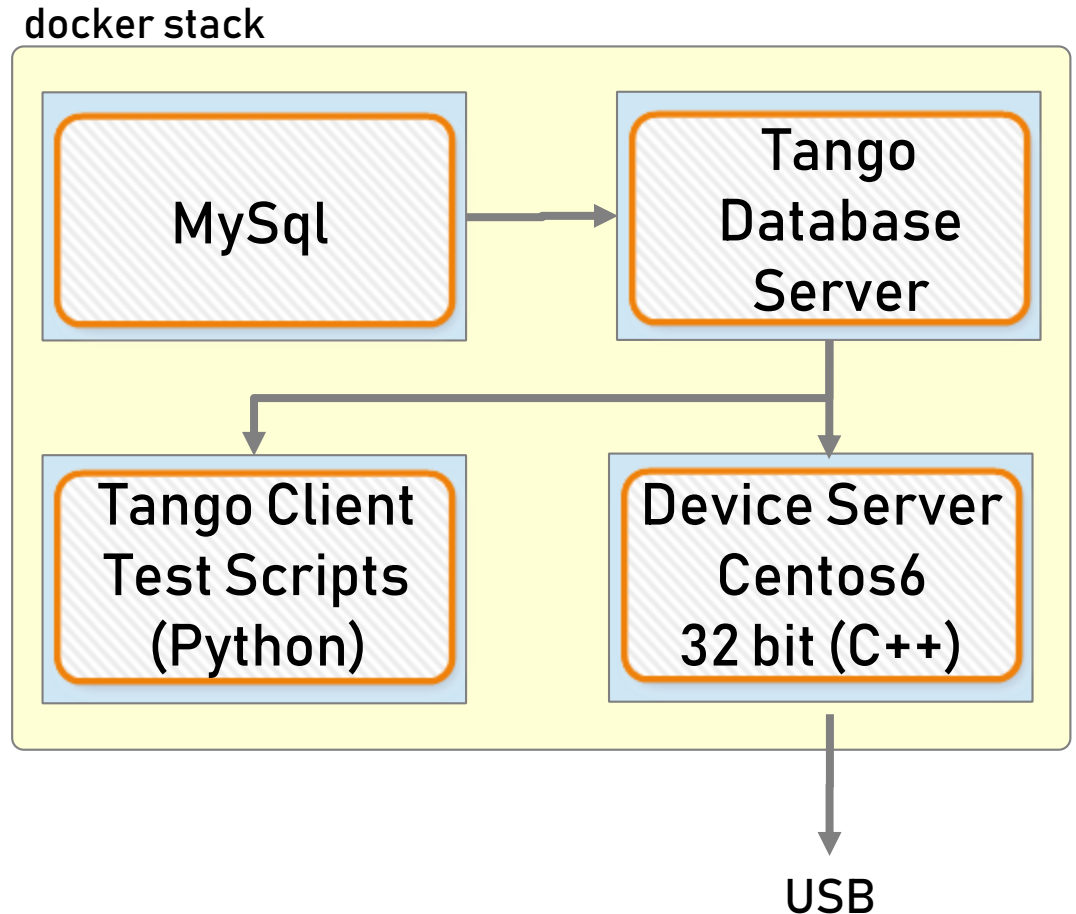 docker stack
MySql
Tango
Database
Server
Tango Client
Test Scripts
(Python)
Device Server
Centos6
32 bit (C++)
USB